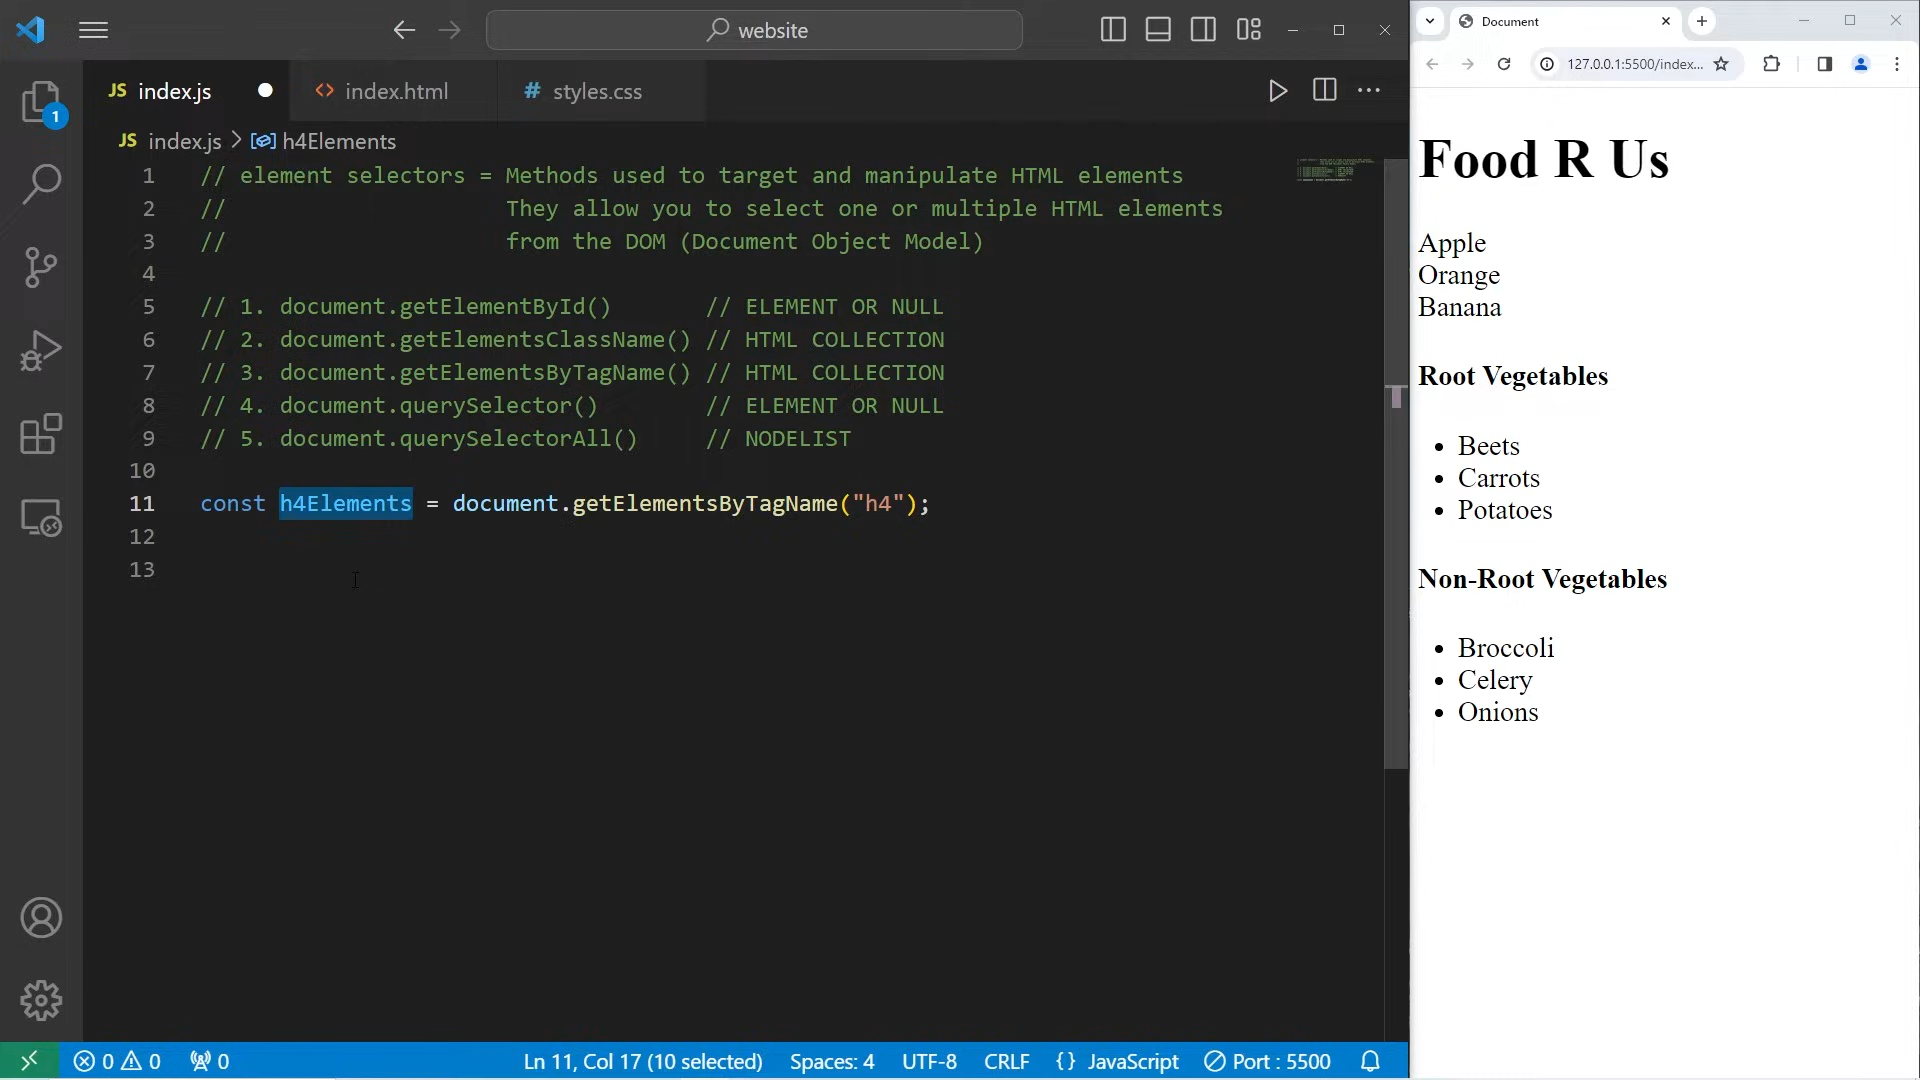 website
JS index.js
<> index.html
# styles.css
JS index.js > h4Elements
1 // element selectors = Methods used to target and manipulate HTML elements
2 // They allow you to select one or multiple HTML elements
3 // from the DOM (Document Object Model)
4
5 // 1. document.getElementById() // ELEMENT OR NULL
6 // 2. document.getElementsClassName() // HTML COLLECTION
7 // 3. document.getElementsByTagName() // HTML COLLECTION
8 // 4. document.querySelector() // ELEMENT OR NULL
9 // 5. document.querySelectorAll() // NODELIST
10
11 const h4Elements = document.getElementsByTagName("h4");
12
13
1
0 0 0
Ln 11, Col 17 (10 selected)
Spaces: 4
UTF-8
CRLF
{} JavaScript
Port : 5500
Document
127.0.0.1:5500/index...
Food R Us
Apple
Orange
Banana
Root Vegetables
• Beets
• Carrots
• Potatoes
Non-Root Vegetables
• Broccoli
• Celery
• Onions